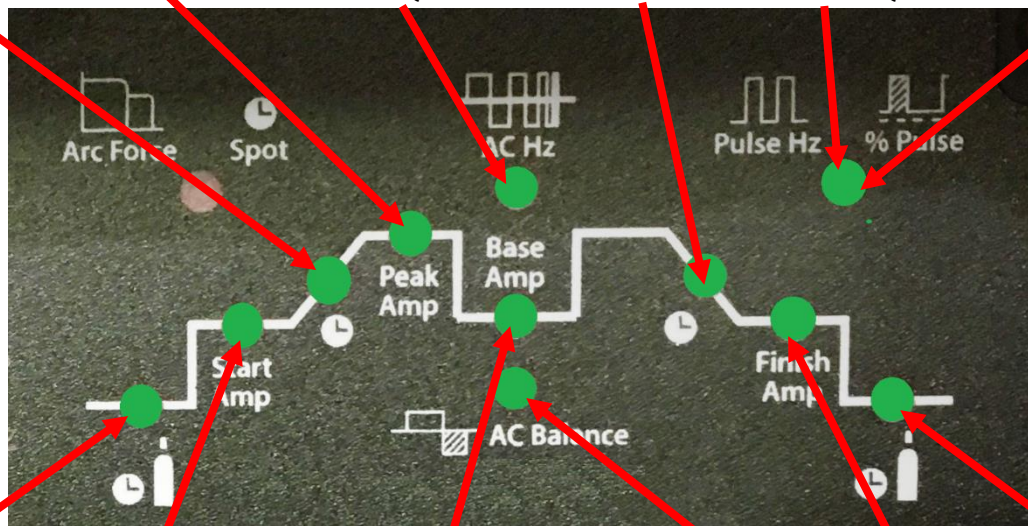 Arc Force
Spot
AC Hz
Pulse Hz
% Pulse
Base
Amp
Peak
Amp
Start
Amp
Finish
Amp
AC Balance